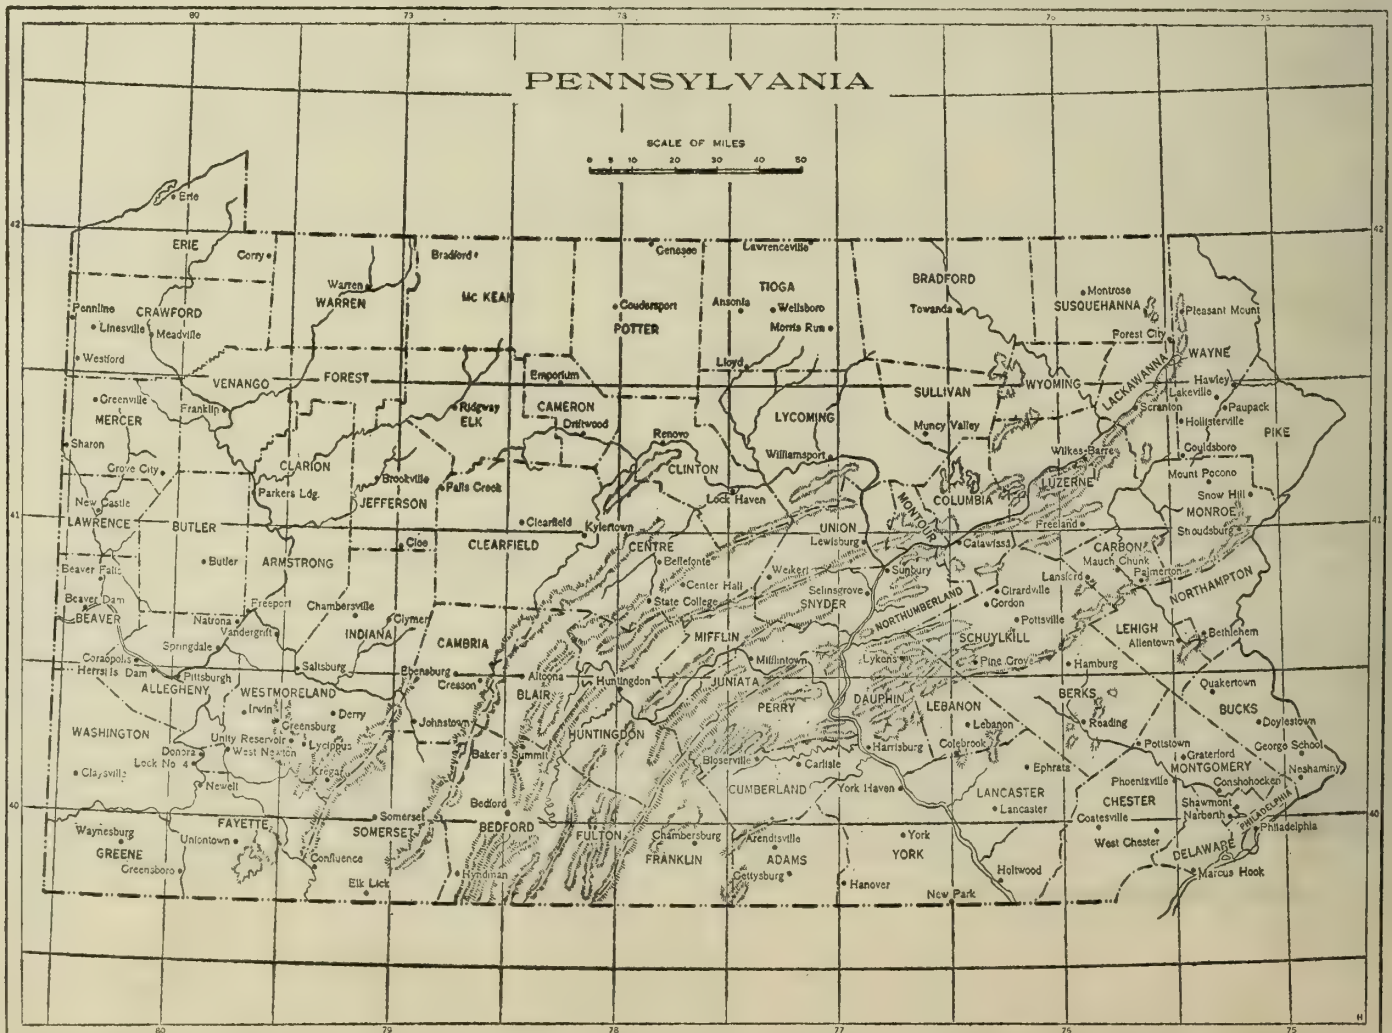 80 79 78 77 76 75
PENNSYLVANIA
SCALE OF MILES
0 5 10 20 30 40 50
Erie
42 42
ERIE
Corry
Bradford
Genesee
Lawrenceville
Warren
WARREN
McKEAN
Coudersport
POTTER
TIOGA
Ansonia
Wellsboro
Morris Run
BRADFORD
Towanda
Montrose
SUSQUEHANNA
Pleasant Mount
Forest City
WAYNE
Pennline
CRAWFORD
Linesville
Meadville
Westford
Lloyd
VENANGO
FOREST
Emporium
SULLIVAN
WYOMING
LACKAWANNA
Hawley
Lakeville
Greenville
MERCER
Franklin
Ridgway
ELK
CAMERON
Driftwood
LYCOMING
Muncy Valley
Scranton
Paupack
Hollisterville
PIKE
Sharon
Renovo
Williamsport
Wilkes-Barre
Gouldsboro
Grove City
CLARION
Brookville
Falls Creek
CLINTON
Lock Haven
COLUMBIA
LUZERNE
Mount Pocono
Snow Hill
New Castle
LAWRENCE
Parkers Ldg.
JEFFERSON
MONTOUR
MONROE
41 41
BUTLER
Clearfield
CLEARFIELD
Kylertown
UNION
Lewisburg
Freeland
Catawissa
Cloe
CENTRE
Bellefonte
CARBON
Mauch Chunk
Butler
ARMSTRONG
Beaver Falls
Center Hall
Weikert
Sunbury
Lansford
Palmerton
NORTHAMPTON
Beaver Dam
BEAVER
Freeport
Chambersville
Clymer
State College
Selinsgrove
SNYDER
NORTHUMBERLAND
Girardville
Gordon
Natrona
Vandergrift
INDIANA
CAMBRIA
MIFFLIN
Pottsville
SCHUYLKILL
LEHIGH
Allentown
Bethlehem
Springdale
Coraopolis
Pittsburgh
ALLEGHENY
Saltsburg
Ebensburg
Cresson
Altoona
BLAIR
Huntingdon
Mifflintown
JUNIATA
Lykens
Pine Grove
Hamburg
Quakertown
WESTMORELAND
Irwin
Derry
Greensburg
Johnstown
PERRY
DAUPHIN
LEBANON
Lebanon
BERKS
Reading
BUCKS
Doylestown
WASHINGTON
Unity Reservoir
West Newton
Donora
Lock No 4
HUNTINGDON
Baker's Summit
Harrisburg
Colebrook
Bloserville
Carlisle
Pottstown
Graterford
MONTGOMERY
George School
Neshaminy
Claysville
Newell
Kregar
CUMBERLAND
York Haven
Ephrata
LANCASTER
Lancaster
Phoenixville
Conshohocken
40 40
Bedford
BEDFORD
Somerset
SOMERSET
FAYETTE
Uniontown
Waynesburg
GREENE
Greensboro
FULTON
Chambersburg
FRANKLIN
Arendtsville
ADAMS
Gettysburg
York
YORK
CHESTER
Coatesville
West Chester
Shawmont
Narberth
PHILADELPHIA
Philadelphia
DELAWARE
Marcus Hook
Confluence
Elk Lick
Hyndman
Hanover
Holtwood
New Park
80 79 78 77 76 75
H